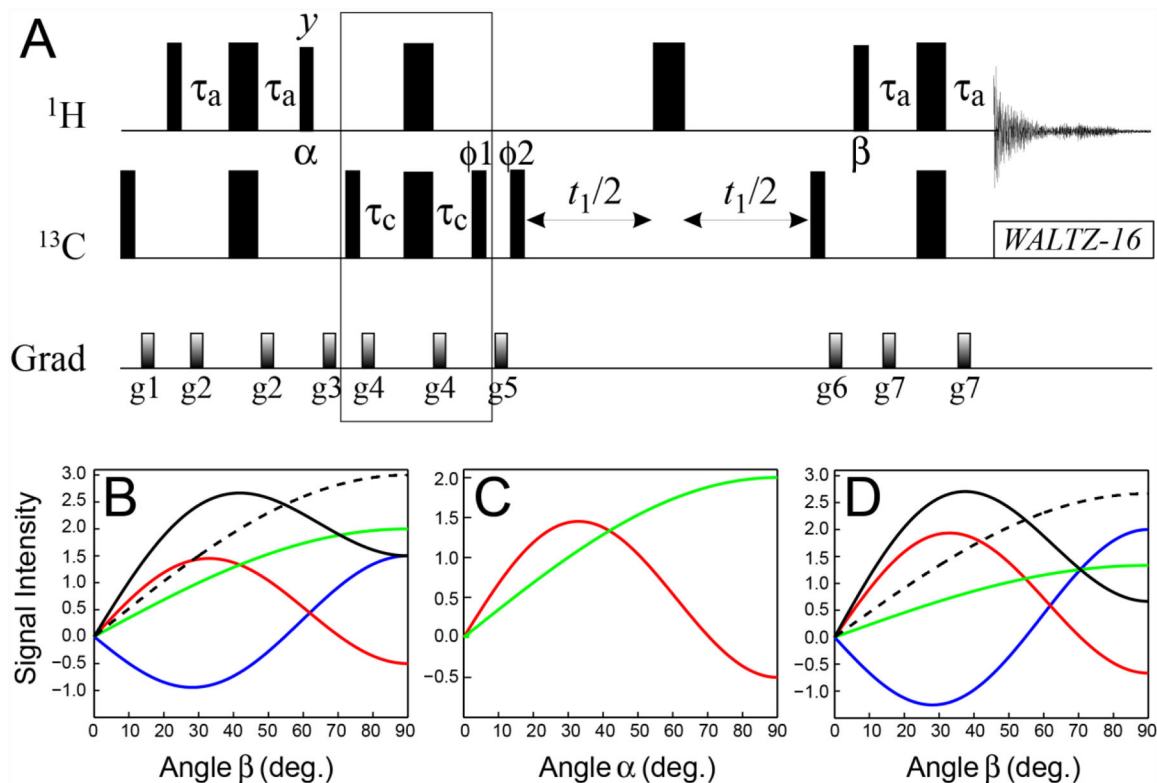 A
y
τa τa τc τc τa τa
¹H
α ϕ1 ϕ2 β
t1/2 t1/2
¹³C
WALTZ-16
Grad
g1 g2 g2 g3 g4 g4 g5 g6 g7 g7
B
3.0
2.5
2.0
1.5
1.0
0.5
0.0
−0.5
−1.0
Signal Intensity
0 10 20 30 40 50 60 70 80 90
Angle β (deg.)
C
2.0
1.5
1.0
0.5
0.0
−0.5
0 10 20 30 40 50 60 70 80 90
Angle α (deg.)
D
3.0
2.5
2.0
1.5
1.0
0.5
0.0
−0.5
−1.0
0 10 20 30 40 50 60 70 80 90
Angle β (deg.)